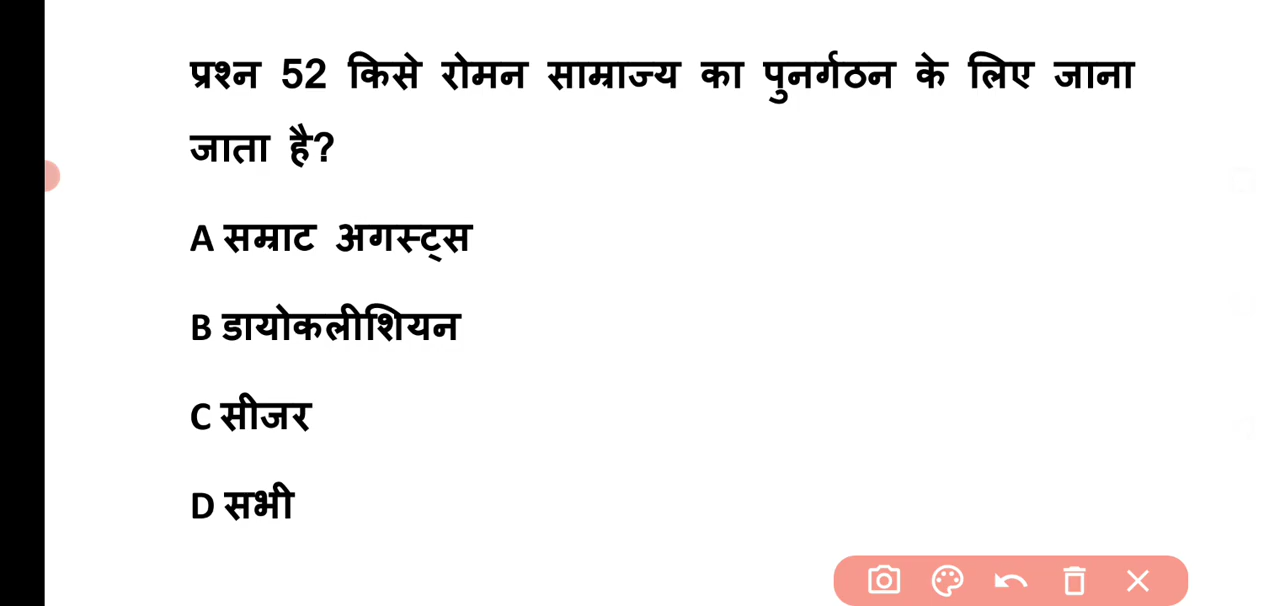 प्रश्न 52 किसे रोमन साम्राज्य का पुनर्गठन के लिए जाना
जाता है?
A सम्राट अगस्ट्स
B डायोकलीशियन
C सीजर
D सभी